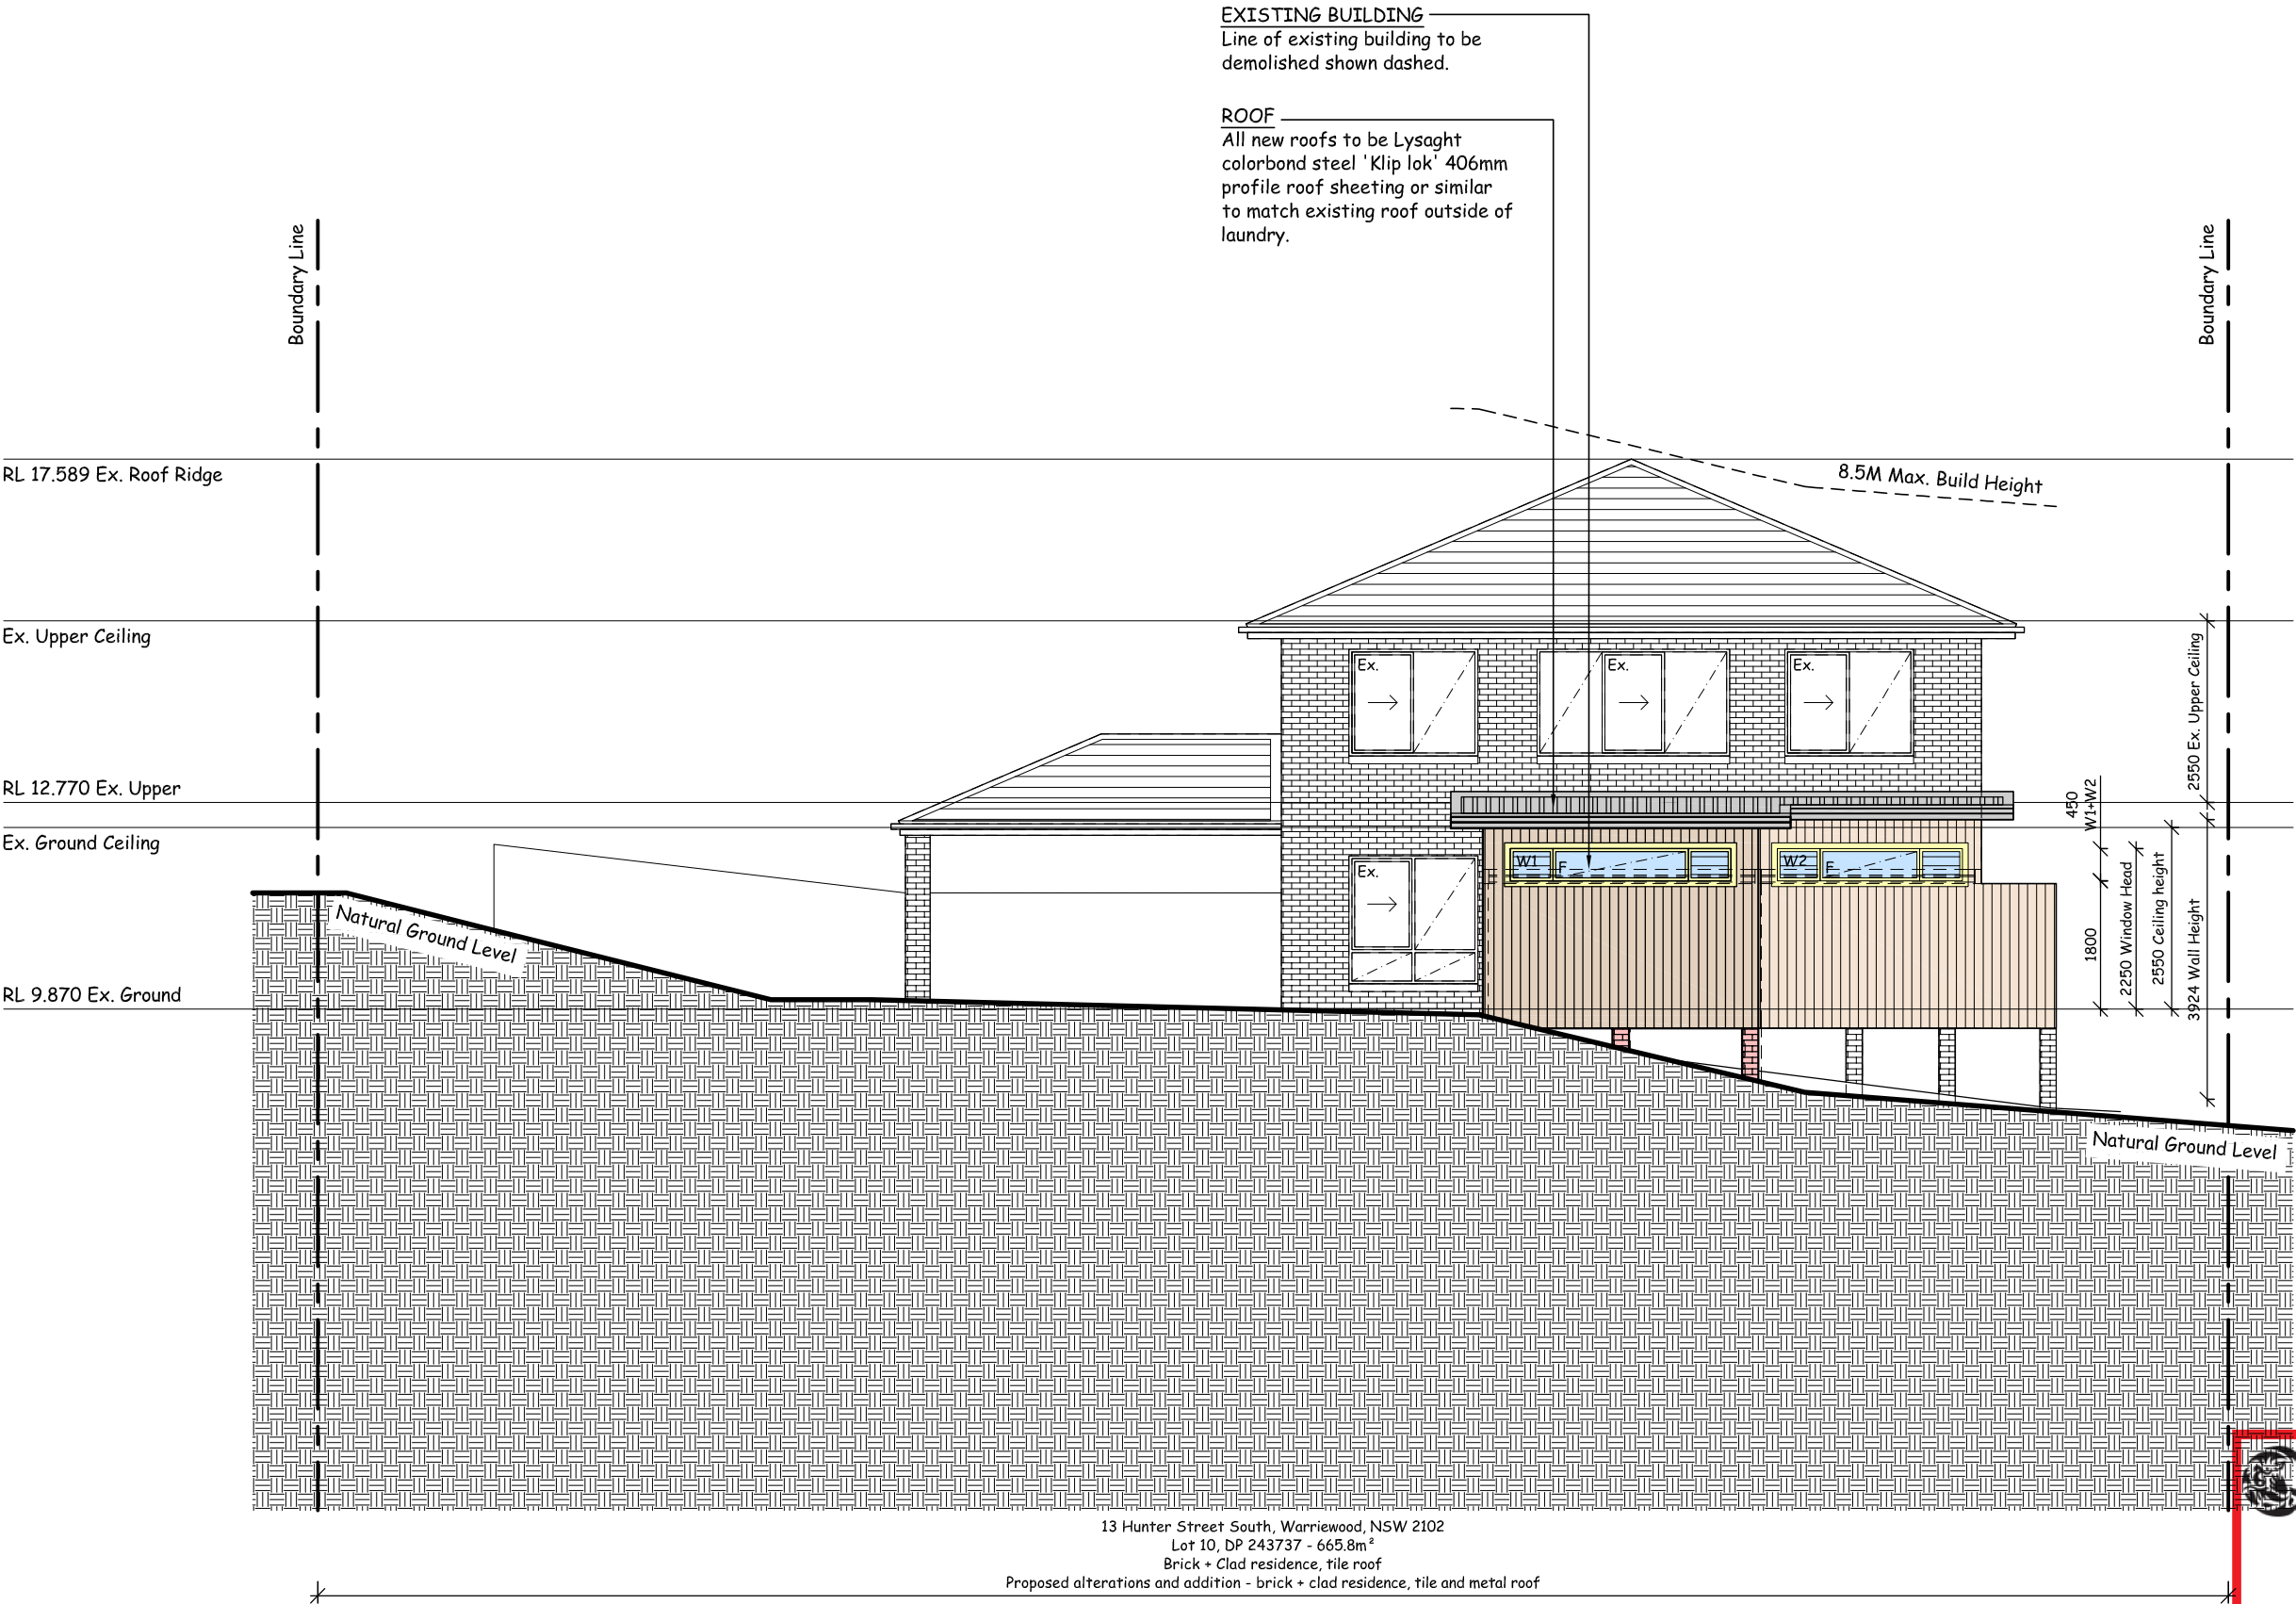 EXISTING BUILDING
Line of existing building to be
demolished shown dashed.
ROOF
All new roofs to be Lysaght
colorbond steel 'Klip lok' 406mm
profile roof sheeting or similar
to match existing roof outside of
laundry.
Boundary Line
Boundary Line
RL 17.589 Ex. Roof Ridge
8.5M Max. Build Height
Ex. Upper Ceiling
Ex.
Ex.
Ex.
2550 Ex. Upper Ceiling
RL 12.770 Ex. Upper
450
W1+W2
Ex. Ground Ceiling
Ex.
W1
F
W2
F
1800
2250 Window Head
2550 Ceiling height
3924 Wall Height
Natural Ground Level
RL 9.870 Ex. Ground
Natural Ground Level
13 Hunter Street South, Warriewood, NSW 2102
Lot 10, DP 243737 - 665.8m²
Brick + Clad residence, tile roof
Proposed alterations and addition - brick + clad residence, tile and metal roof